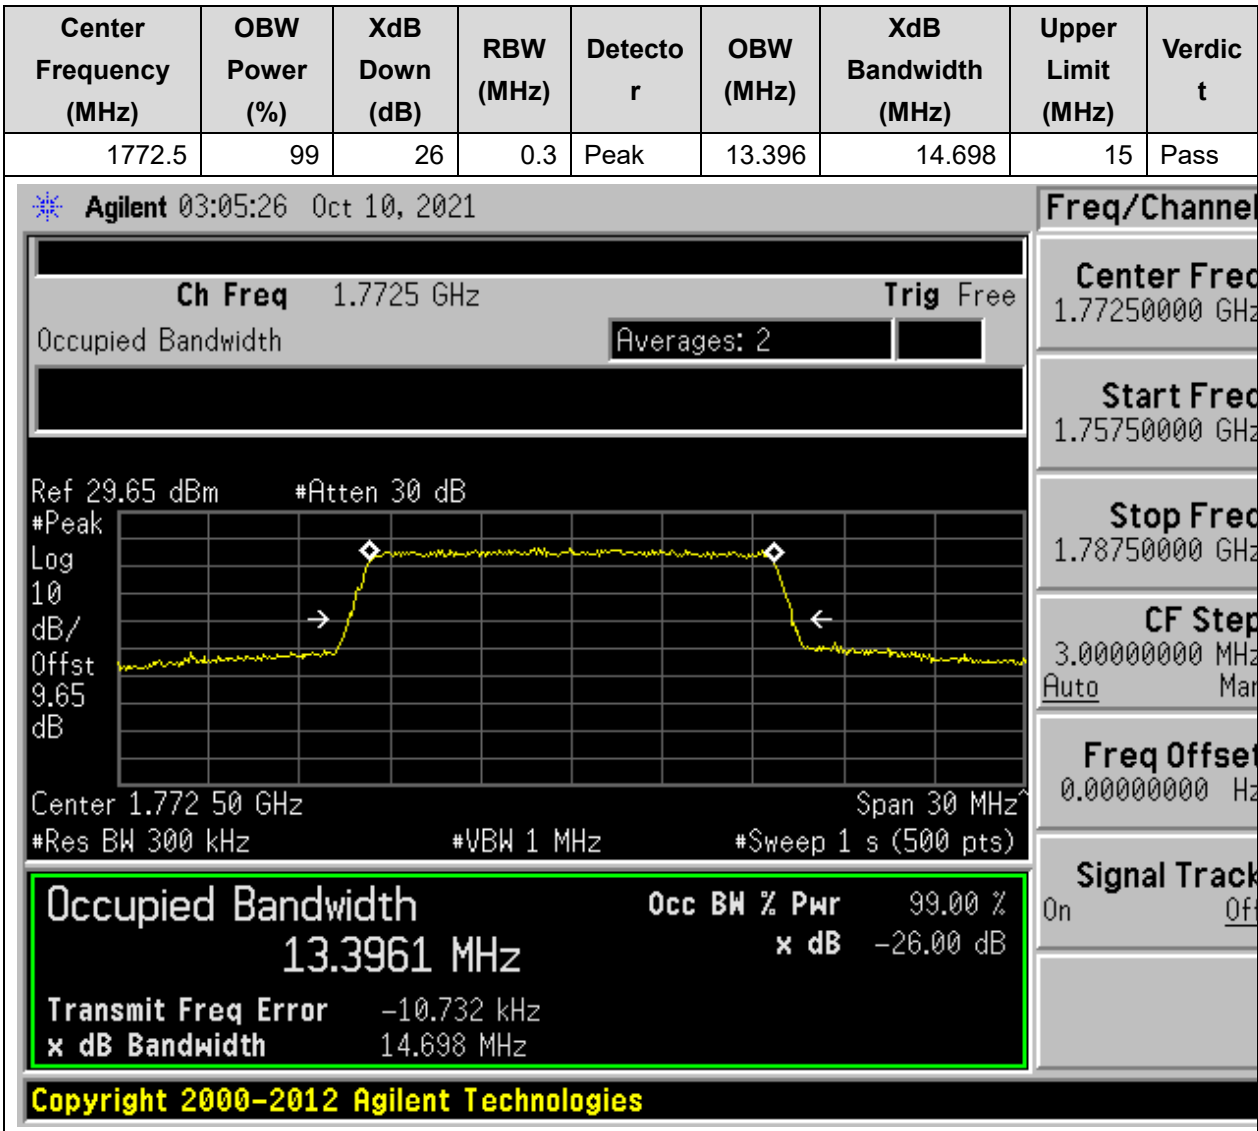 Center Frequency (MHz) OBW Power (%) XdB Down (dB) RBW (MHz) Detecto r OBW (MHz) XdB Bandwidth (MHz) Upper Limit (MHz) Verdic t
1772.5 99 26 0.3 Peak 13.396 14.698 15 Pass
Agilent 03:05:26 Oct 10, 2021
Freq/Channel
Ch Freq 1.7725 GHz Trig Free
Occupied Bandwidth Averages: 2
Center Freq
1.77250000 GHz
Start Freq
1.75750000 GHz
Stop Freq
1.78750000 GHz
CF Step
3.00000000 MHz
Auto Man
Freq Offset
0.00000000 Hz
Signal Track
On Off
Ref 29.65 dBm #Atten 30 dB
#Peak
Log
10
dB/
Offst
9.65
dB
Center 1.772 50 GHz Span 30 MHz^
#Res BW 300 kHz #VBW 1 MHz #Sweep 1 s (500 pts)
Occupied Bandwidth Occ BW % Pwr 99.00 %
13.3961 MHz x dB -26.00 dB
Transmit Freq Error -10.732 kHz
x dB Bandwidth 14.698 MHz
Copyright 2000-2012 Agilent Technologies